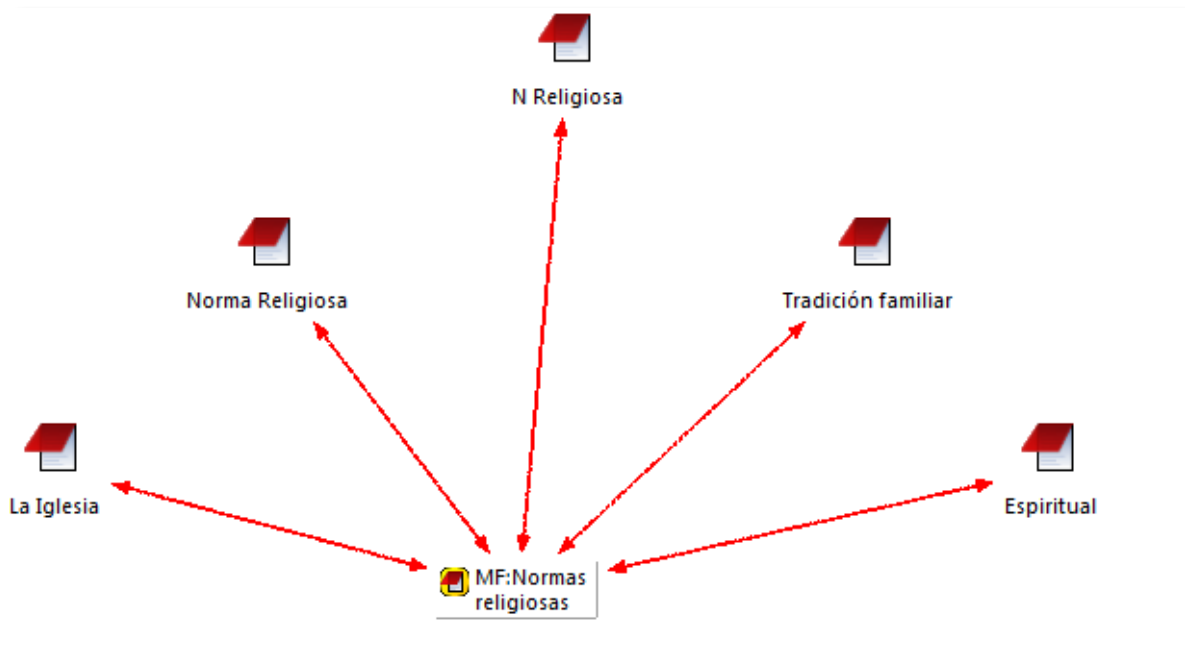 N Religiosa
Norma Religiosa
Tradición familiar
La Iglesia
Espiritual
MF:Normas
religiosas